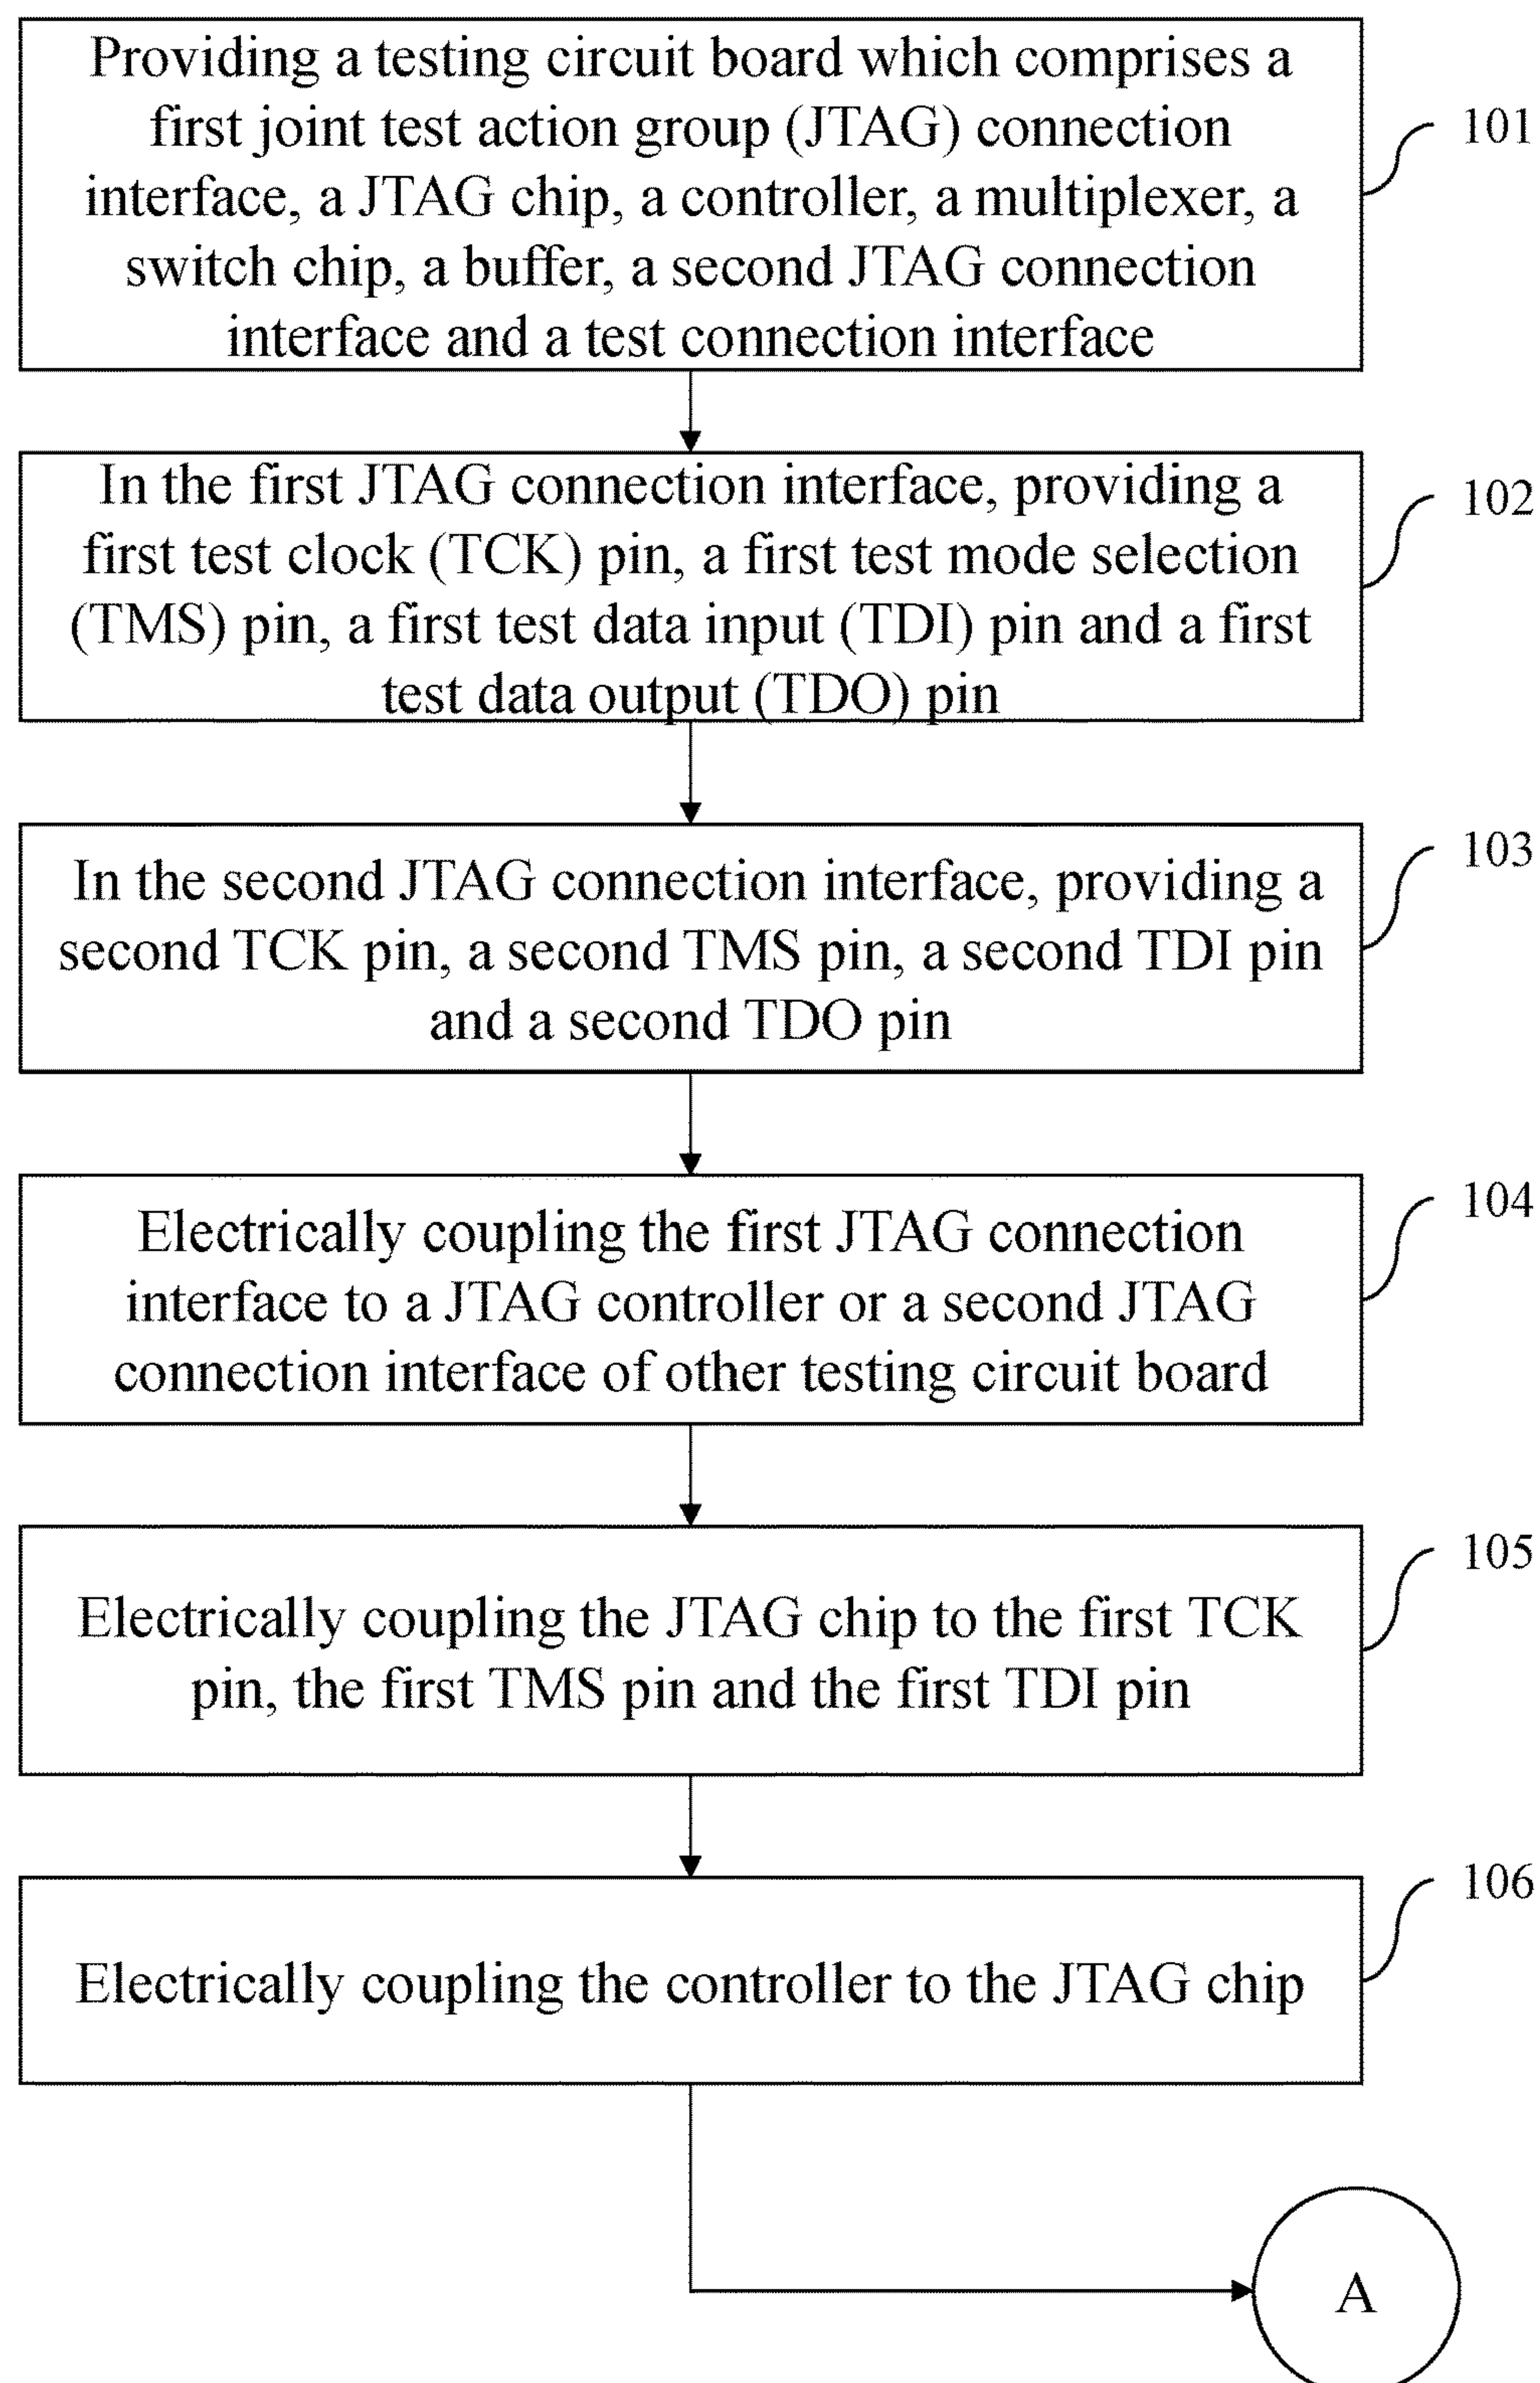 Providing a testing circuit board which comprises a
first joint test action group (JTAG) connection
interface, a JTAG chip, a controller, a multiplexer, a
switch chip, a buffer, a second JTAG connection
interface and a test connection interface
101
In the first JTAG connection interface, providing a
first test clock (TCK) pin, a first test mode selection
(TMS) pin, a first test data input (TDI) pin and a first
test data output (TDO) pin
102
In the second JTAG connection interface, providing a
second TCK pin, a second TMS pin, a second TDI pin
and a second TDO pin
103
Electrically coupling the first JTAG connection
interface to a JTAG controller or a second JTAG
connection interface of other testing circuit board
104
Electrically coupling the JTAG chip to the first TCK
pin, the first TMS pin and the first TDI pin
105
Electrically coupling the controller to the JTAG chip
106
A